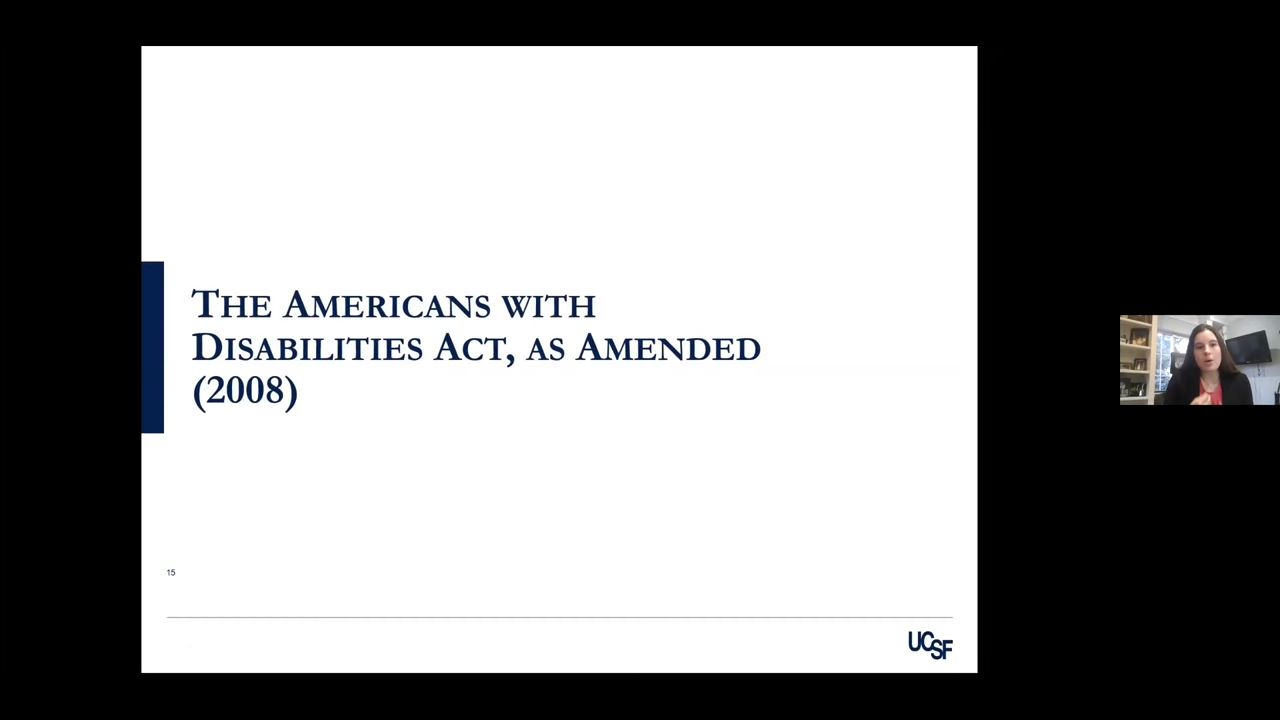 The Americans with
Disabilities Act, as Amended
(2008)
15
UCSF